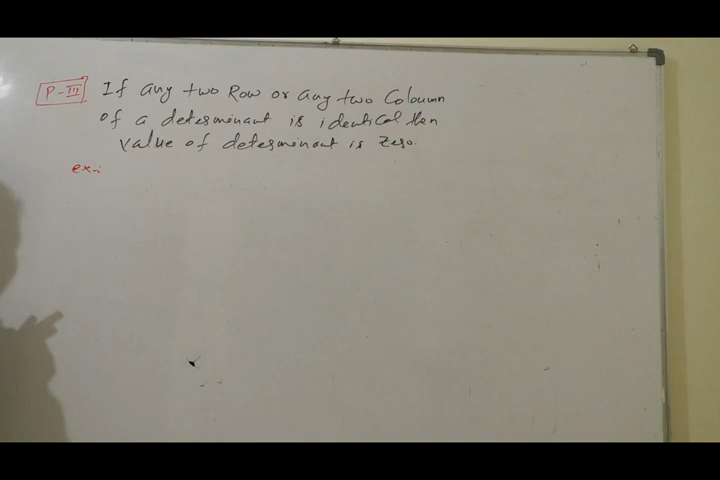 P-III If any two Row or any two Coloumn
of a determinant is identical then
value of determinant is zero.
ex-: